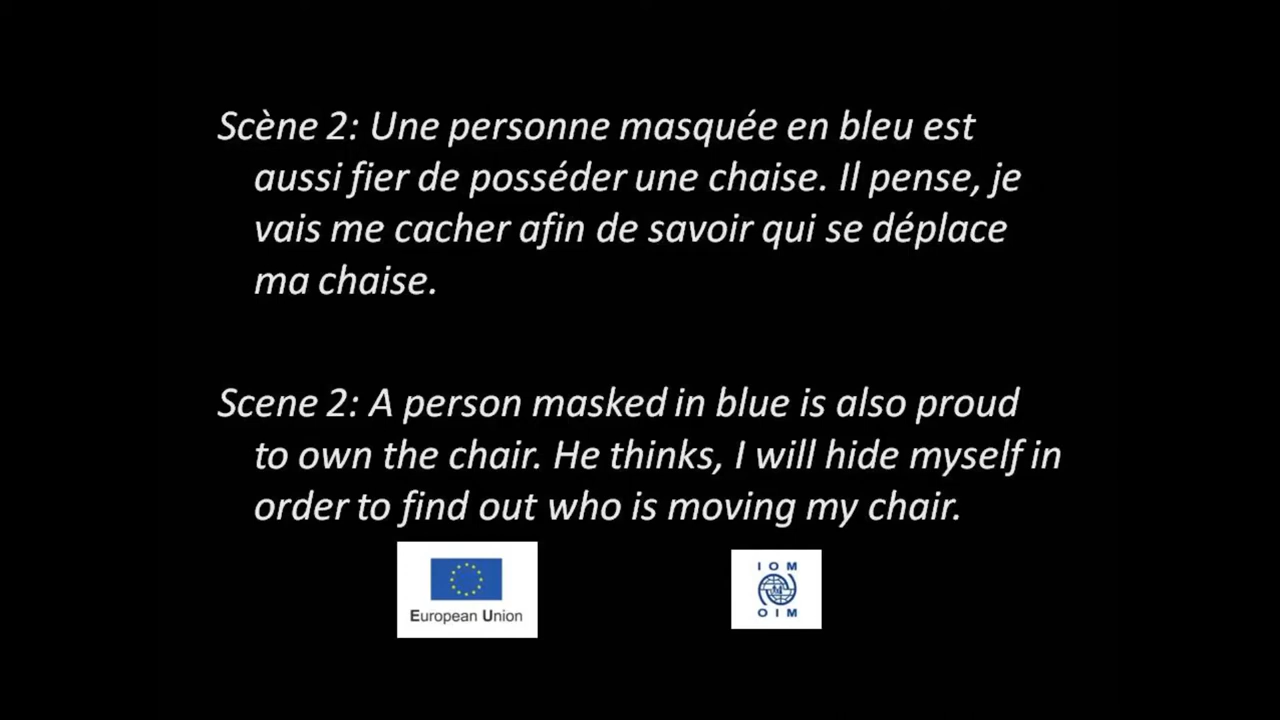 Scène 2: Une personne masquée en bleu est
aussi fier de posséder une chaise. Il pense, je
vais me cacher afin de savoir qui se déplace
ma chaise.
Scene 2: A person masked in blue is also proud
to own the chair. He thinks, I will hide myself in
order to find out who is moving my chair.
European Union
IOM
OIM